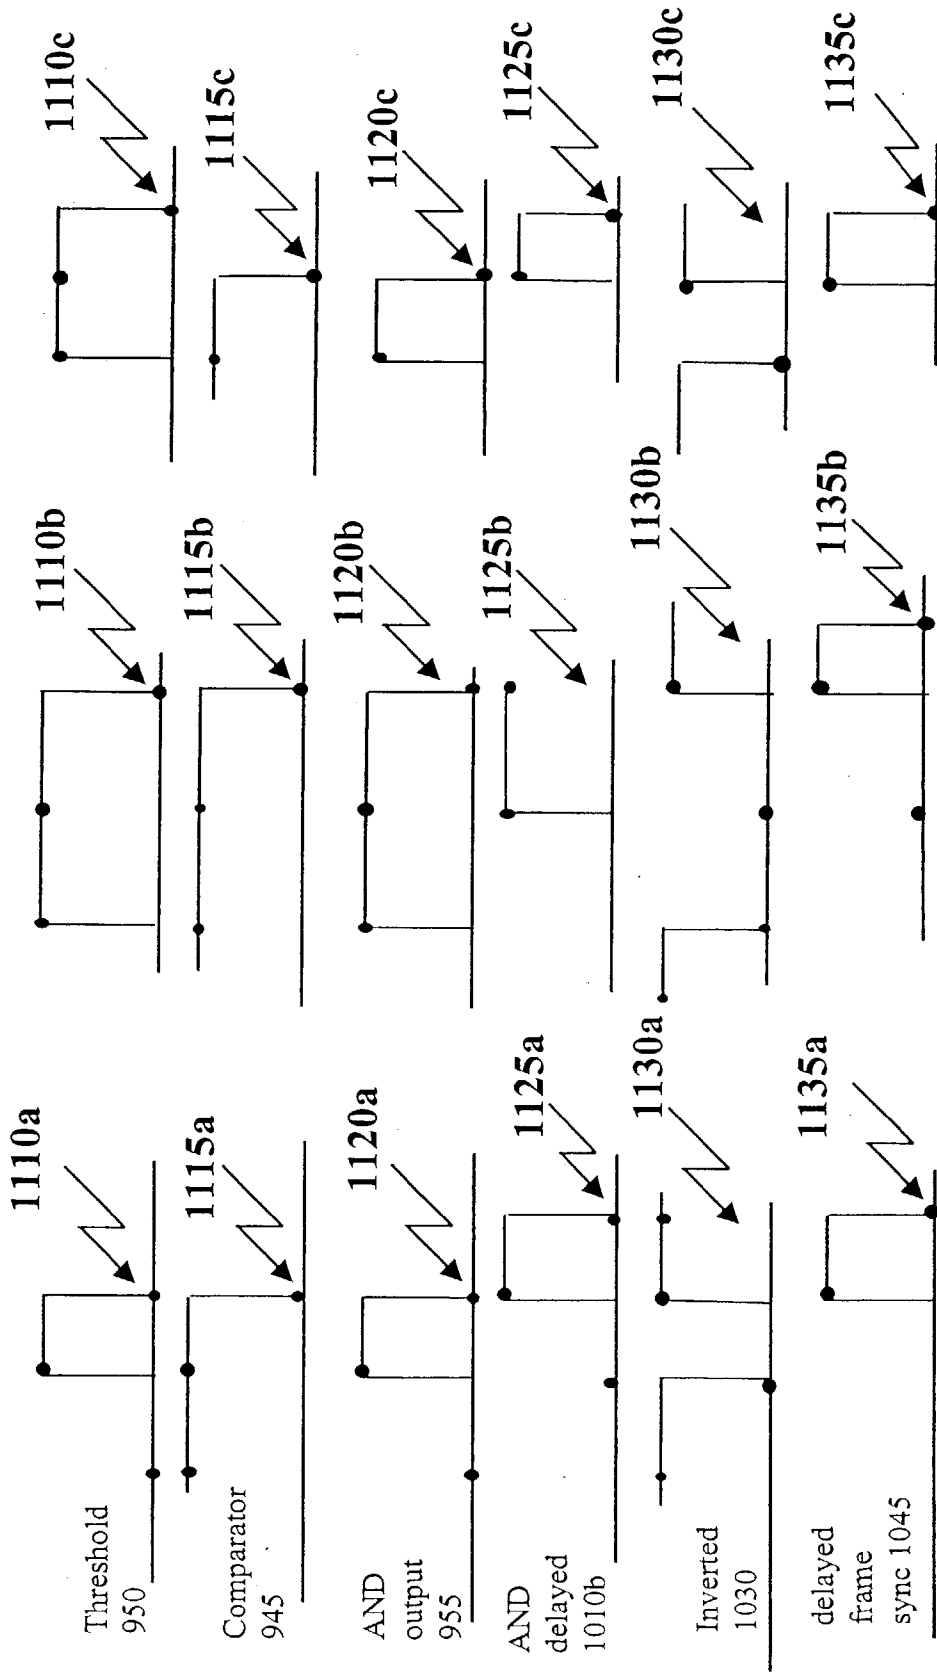 1110a
1110b
1110c
Threshold
950
1115a
1115b
1115c
Comparator
945
1120a
1120b
1120c
AND
output
955
1125a
1125b
1125c
AND
delayed
1010b
1130a
1130b
1130c
Inverted
1030
1135a
1135b
1135c
delayed
frame
sync 1045